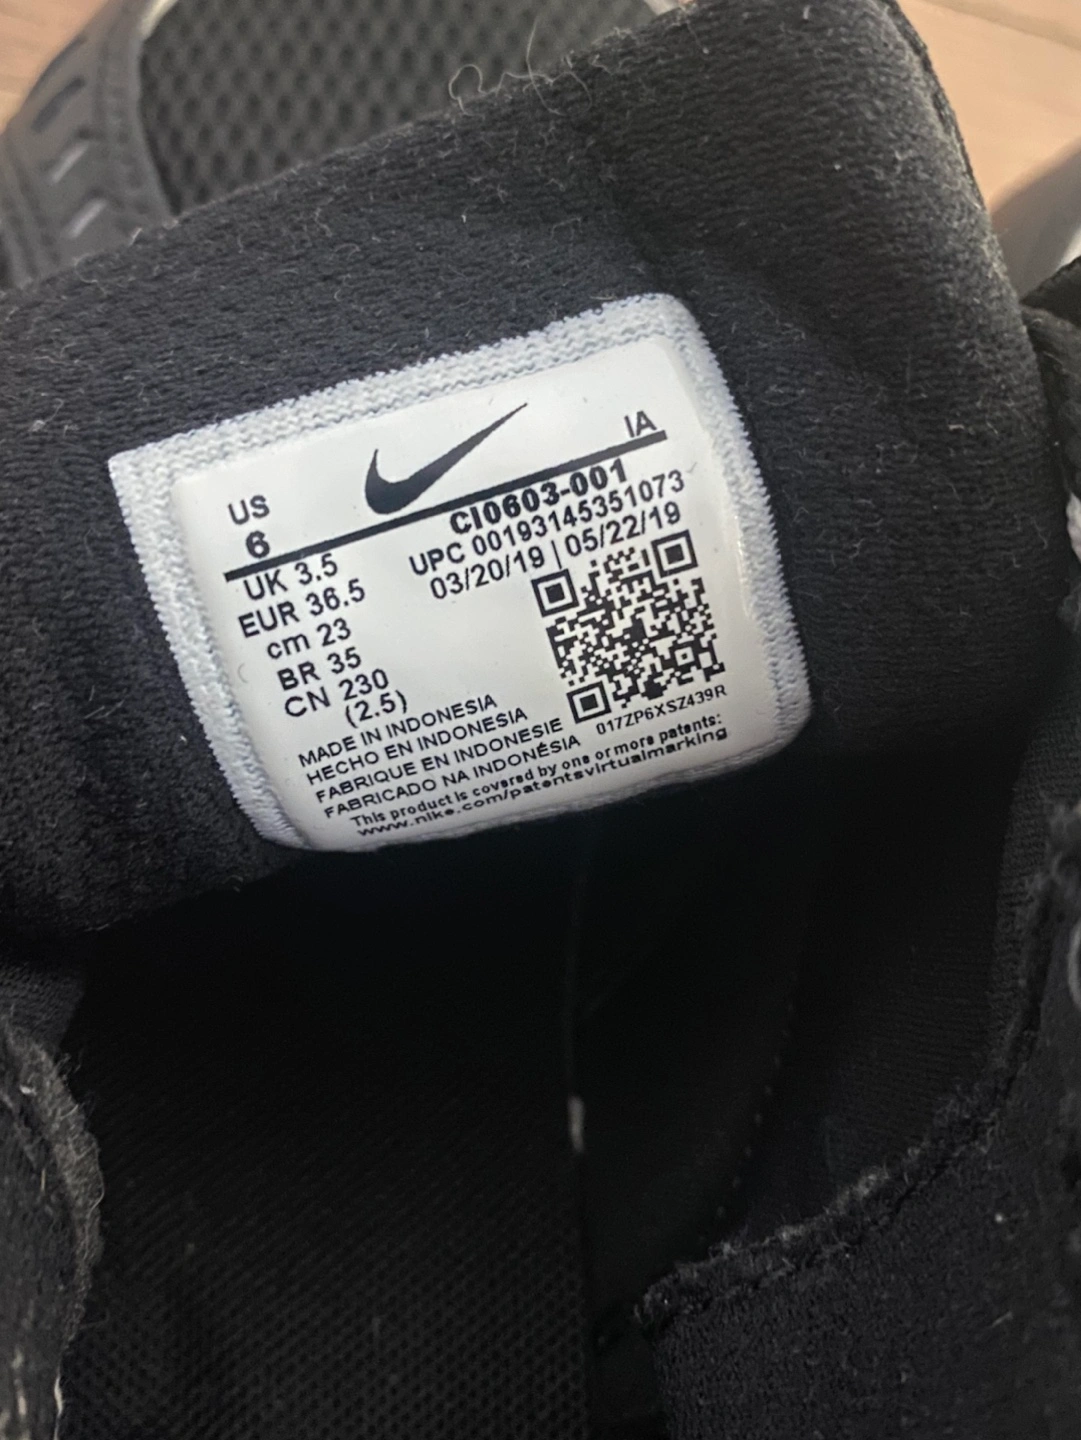 US
6
IA
CI0603-001
UPC 00193145351073
03/20/19 | 05/22/19
UK 3.5
EUR 36.5
cm 23
BR 35
CN 230
(2.5)
017ZP6XSZ439R
MADE IN INDONESIA
HECHO EN INDONESIA
FABRIQUE EN INDONESIE
FABRICADO NA INDONÉSIA
This product is covered by one or more patents:
www.nike.com/patentsvirtualmarking